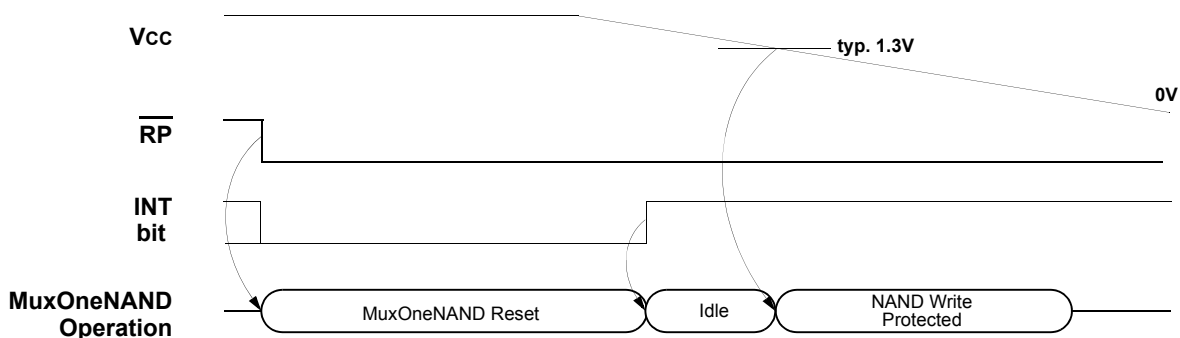 Vcc
typ. 1.3V
0V
RP
INT
bit
MuxOneNAND
Operation
MuxOneNAND Reset
Idle
NAND Write
Protected